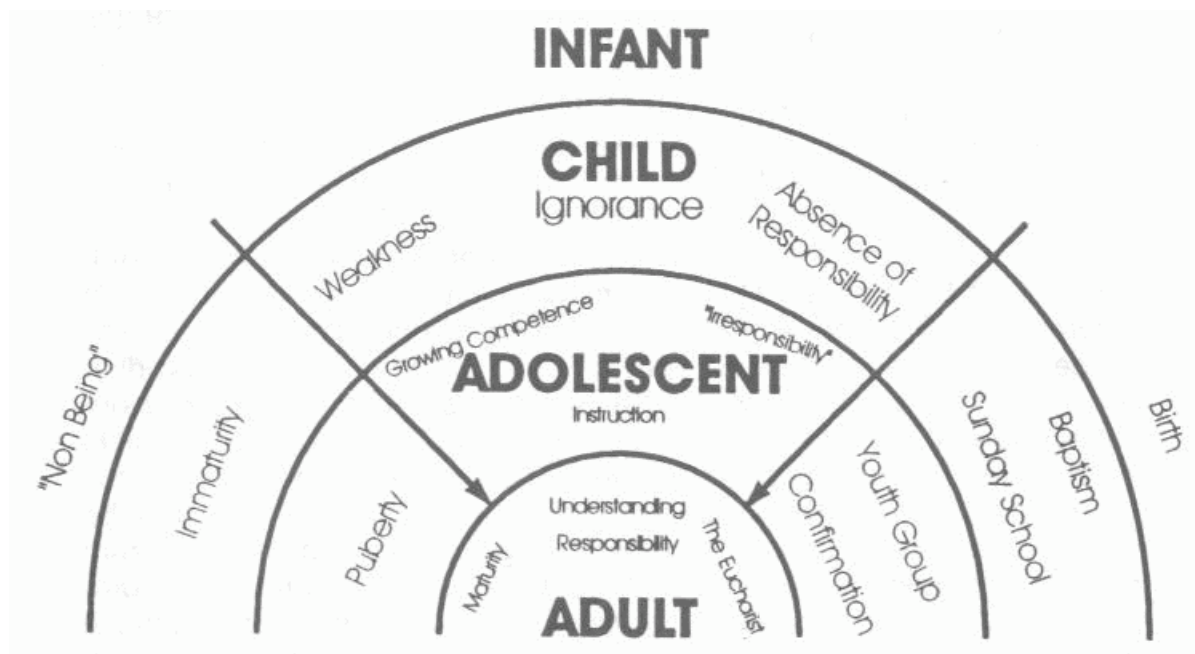 INFANT
CHILD
Ignorance
Weakness
Absence of
Responsibility
Growing Competence
"Irresponsibility"
ADOLESCENT
Instruction
"Non Being"
Immaturity
Puberty
Maturity
Understanding
Responsibility
The Eucharist
Confirmation
Youth Group
Sunday School
Baptism
Birth
ADULT